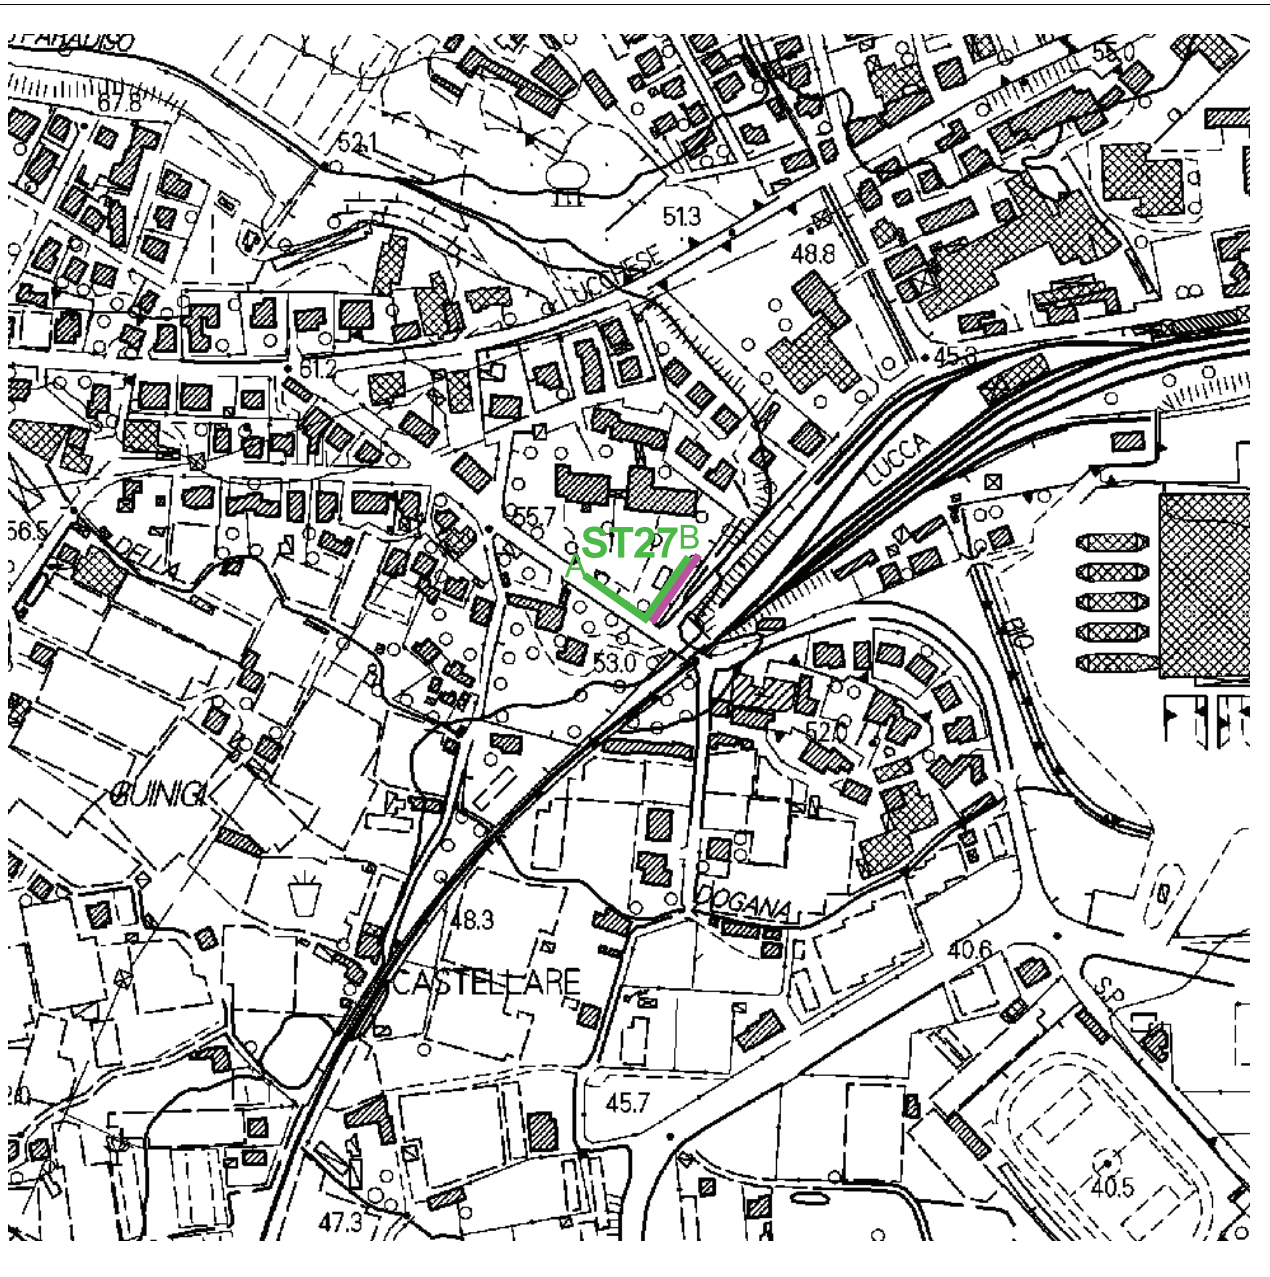 PARADISO
55.0
67.8
52.1
51.3
48.8
LUCCHESE
45.3
61.2
LUCCA
55.7
56.5
ST27
B
A
DELLA
53.0
52.0
GUINIGI
DOGANA
48.3
40.6
CASTELLARE
S.P.
45.7
40.5
47.3